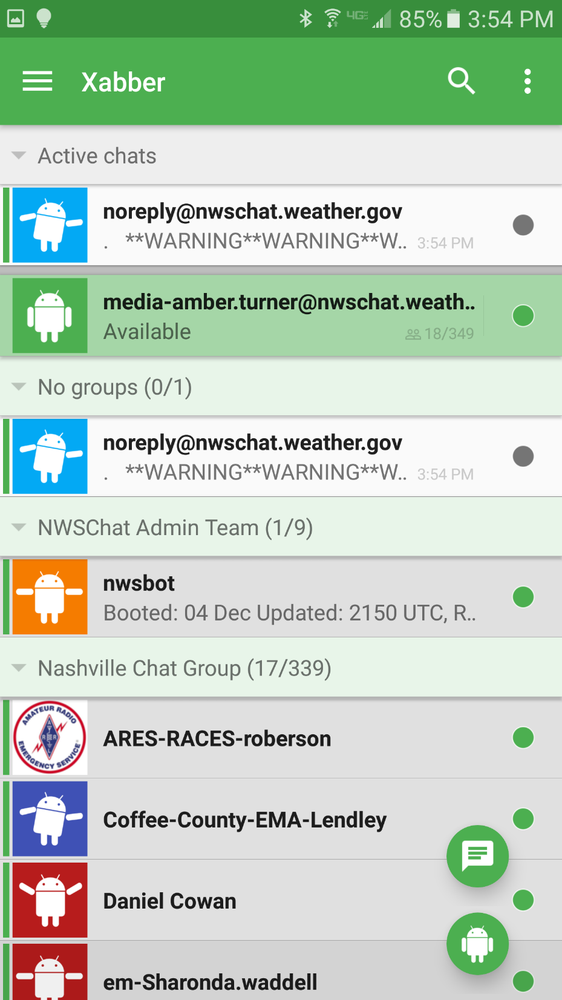 4GE 85% 3:54 PM
Xabber
Active chats
noreply@nwschat.weather.gov
. **WARNING**WARNING**W.. 3:54 PM
media-amber.turner@nwschat.weath..
Available 18/349
No groups (0/1)
noreply@nwschat.weather.gov
. **WARNING**WARNING**W.. 3:54 PM
NWSChat Admin Team (1/9)
nwsbot
Booted: 04 Dec Updated: 2150 UTC, R..
Nashville Chat Group (17/339)
AMATEUR RADIO
EMERGENCY SERVICE
ARES-RACES-roberson
Coffee-County-EMA-Lendley
Daniel Cowan
em-Sharonda.waddell